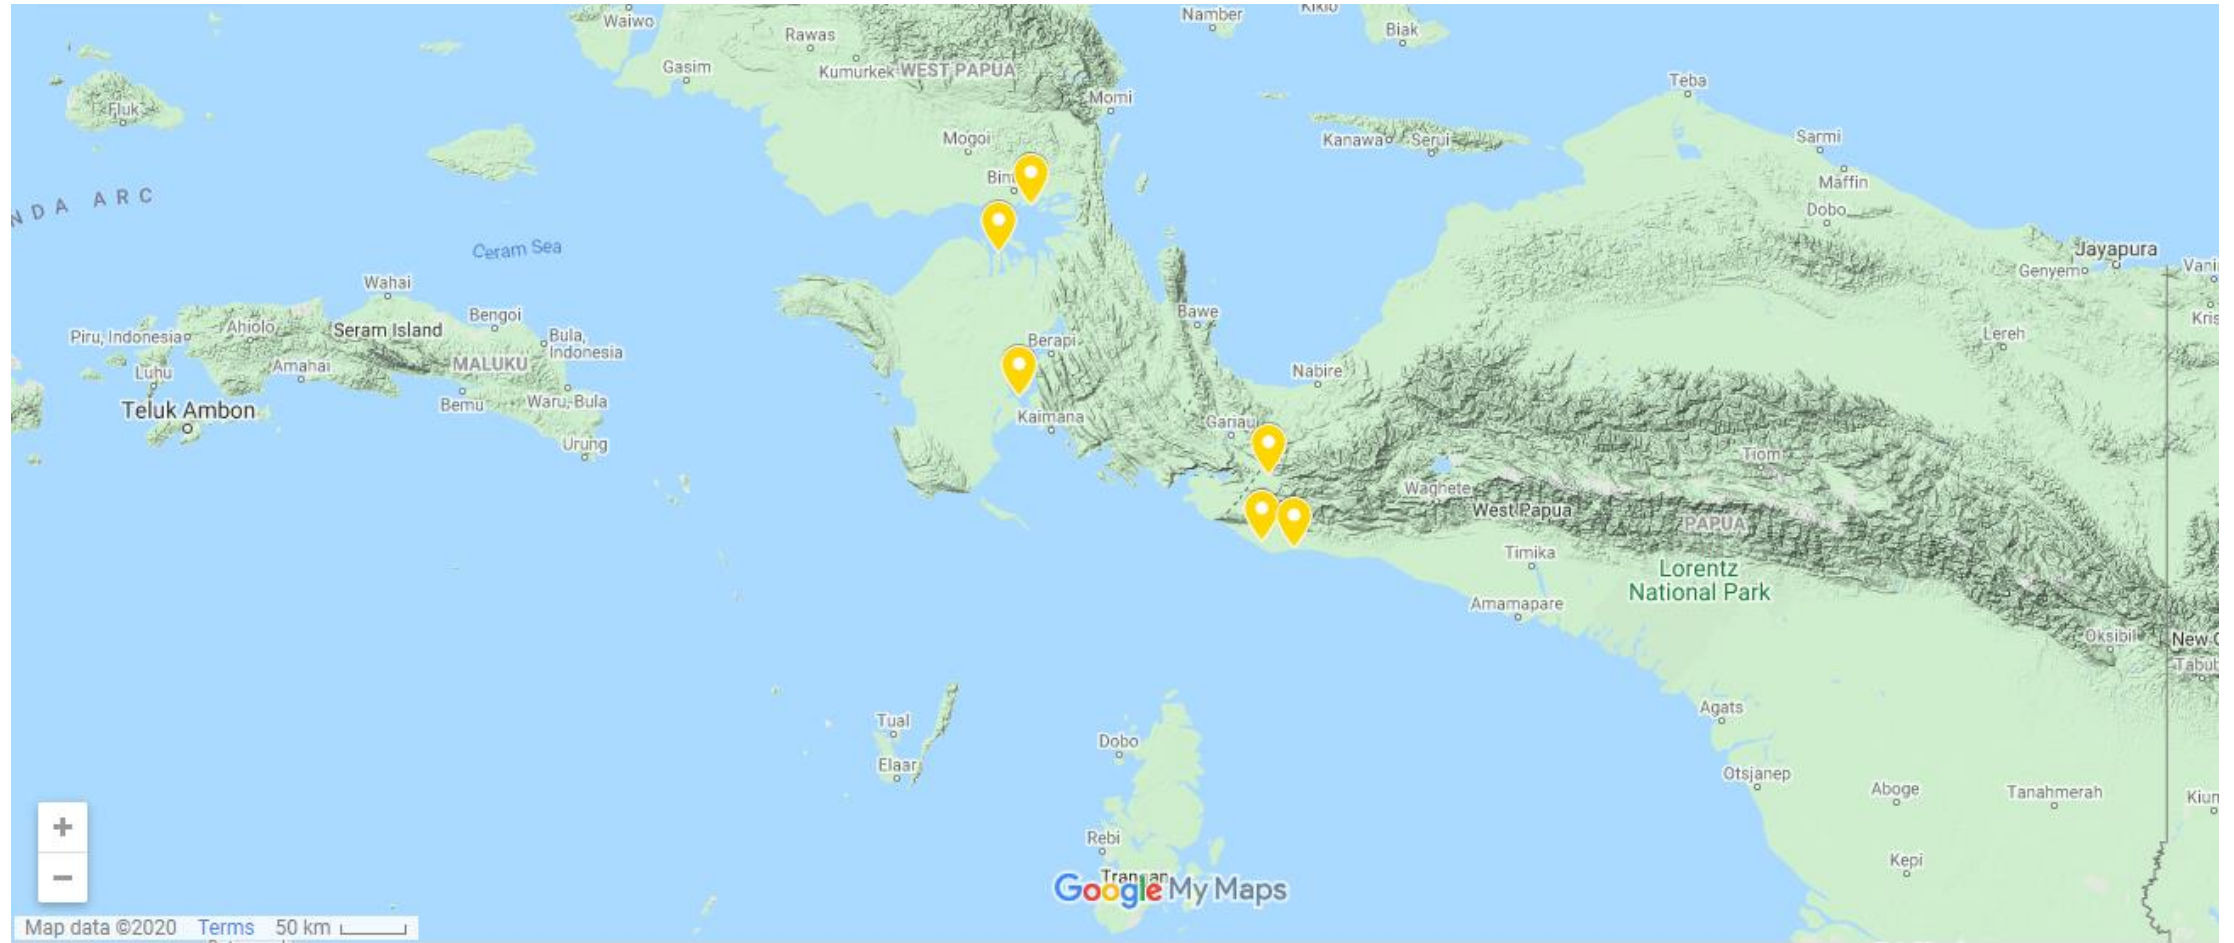 Waiwo
Namber
Biak
Rawas
Gasim
Kumurkek
WEST PAPUA
Teba
Momi
Fluk
Mogoi
Kanawa
Serui
Sarmi
Maffin
NDA ARC
Dobo
Ceram Sea
Jayapura
Genyem
Wahai
Bawe
Bengoi
Ahiolo
Seram Island
Piru, Indonesia
Bula,
Indonesia
Berapi
Lereh
Amahai
MALUKU
Luhu
Nabire
Teluk Ambon
Bemu
Waru, Bula
Kaimana
Gariau
Urung
Tiom
Waghete
West Papua
PAPUA
Timika
Lorentz
National Park
Amamapare
Oksibil
Agats
Tual
Dobo
Elaar
Otsjanep
Aboge
Tanahmerah
+
−
Rebi
Kepi
Google My Maps
Map data ©2020 Terms 50 km